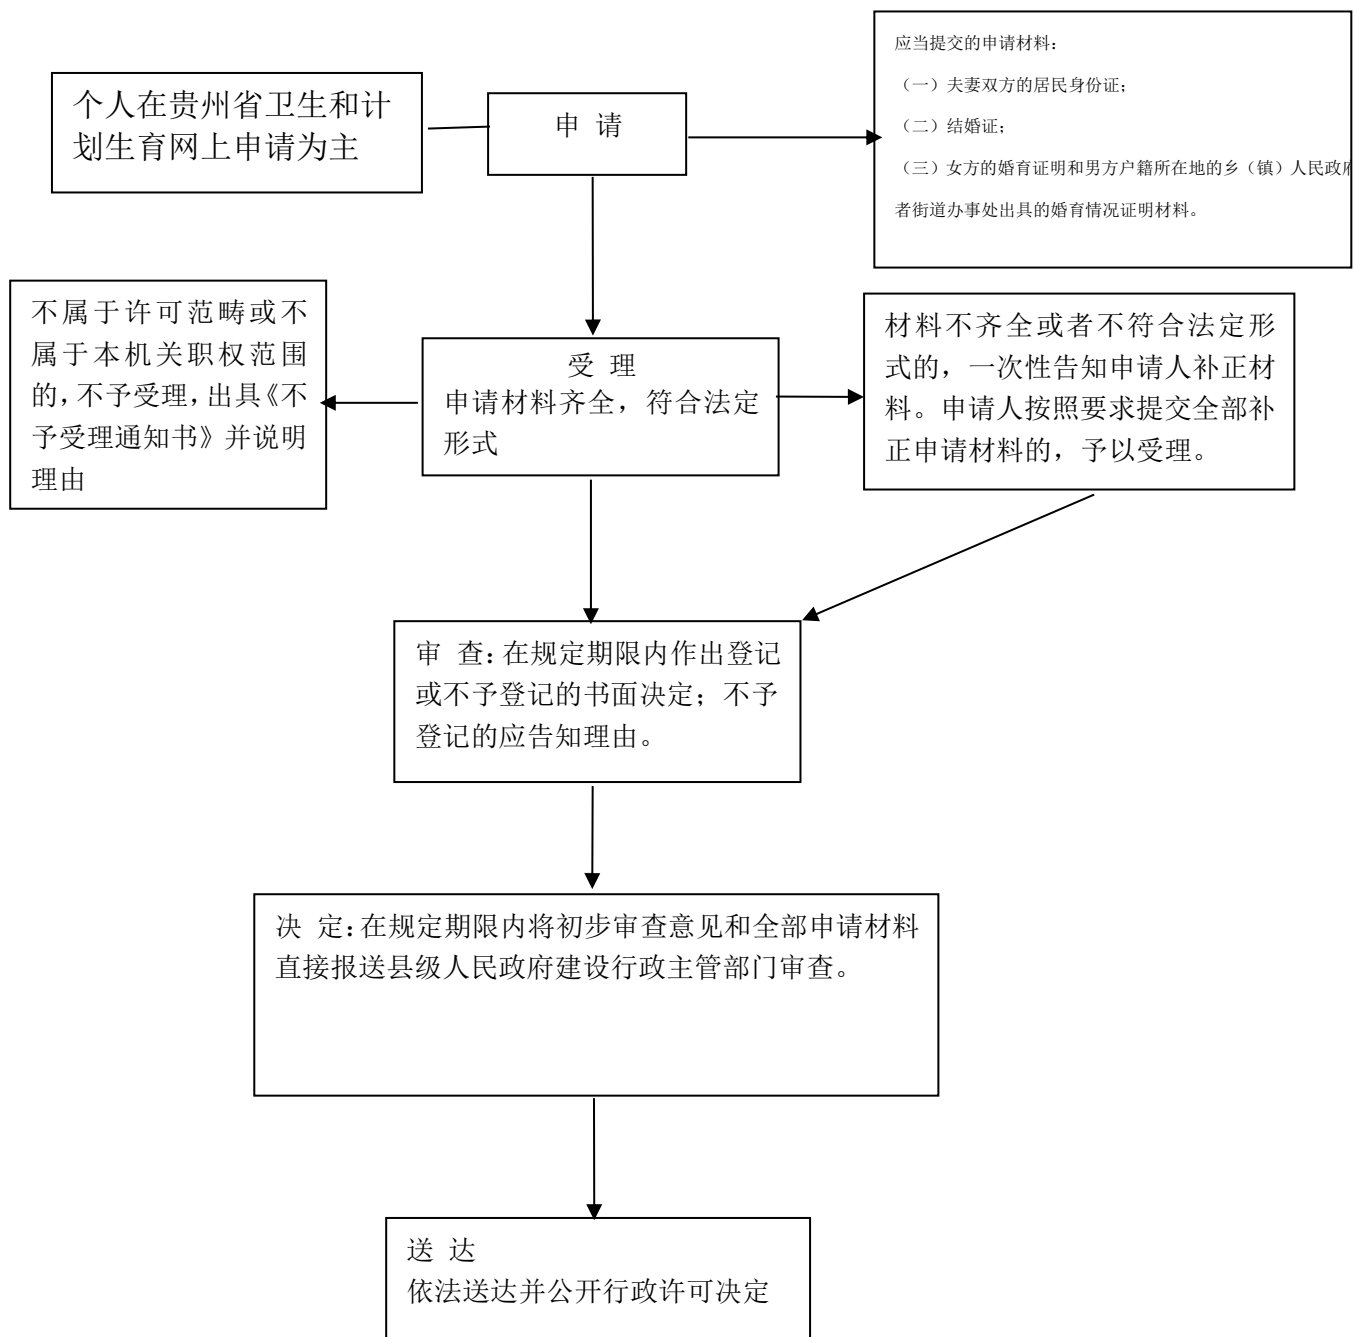 应当提交的申请材料：
（一）夫妻双方的居民身份证；
（二）结婚证；
（三）女方的婚育证明和男方户籍所在地的乡（镇）人民政府
者街道办事处出具的婚育情况证明材料。
个人在贵州省卫生和计
划生育网上申请为主
申 请
不属于许可范畴或不
属于本机关职权范围
的，不予受理，出具《不
予受理通知书》并说明
理由
受 理
申请材料齐全，符合法定
形式
材料不齐全或者不符合法定形
式的，一次性告知申请人补正材
料。申请人按照要求提交全部补
正申请材料的，予以受理。
审 查：在规定期限内作出登记
或不予登记的书面决定；不予
登记的应告知理由。
决 定：在规定期限内将初步审查意见和全部申请材料
直接报送县级人民政府建设行政主管部门审查。
送 达
依法送达并公开行政许可决定